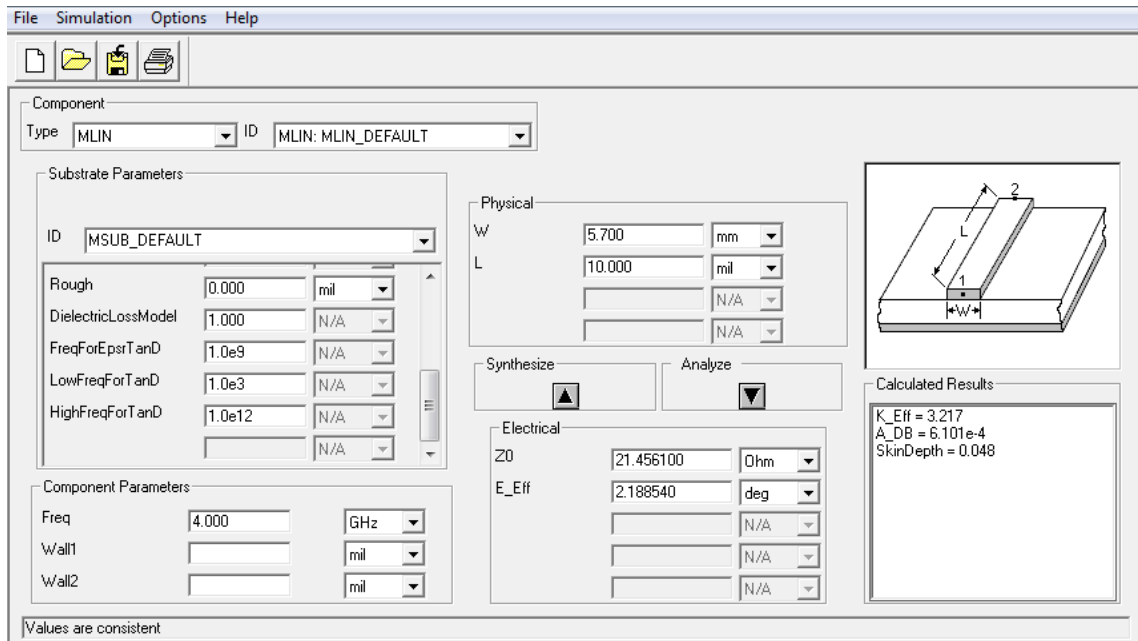 File Simulation Options Help
Component
Type MLIN ID MLIN: MLIN_DEFAULT
Substrate Parameters
ID MSUB_DEFAULT
Rough 0.000 mil
DielectricLossModel 1.000 N/A
FreqForEpsrTanD 1.0e9 N/A
LowFreqForTanD 1.0e3 N/A
HighFreqForTanD 1.0e12 N/A
N/A
Component Parameters
Freq 4.000 GHz
Wall1 mil
Wall2 mil
Physical
W 5.700 mm
L 10.000 mil
N/A
N/A
Synthesize Analyze
Electrical
Z0 21.456100 Ohm
E_Eff 2.188540 deg
N/A
N/A
N/A
2
L
1
W
Calculated Results
K_Eff = 3.217
A_DB = 6.101e-4
SkinDepth = 0.048
Values are consistent